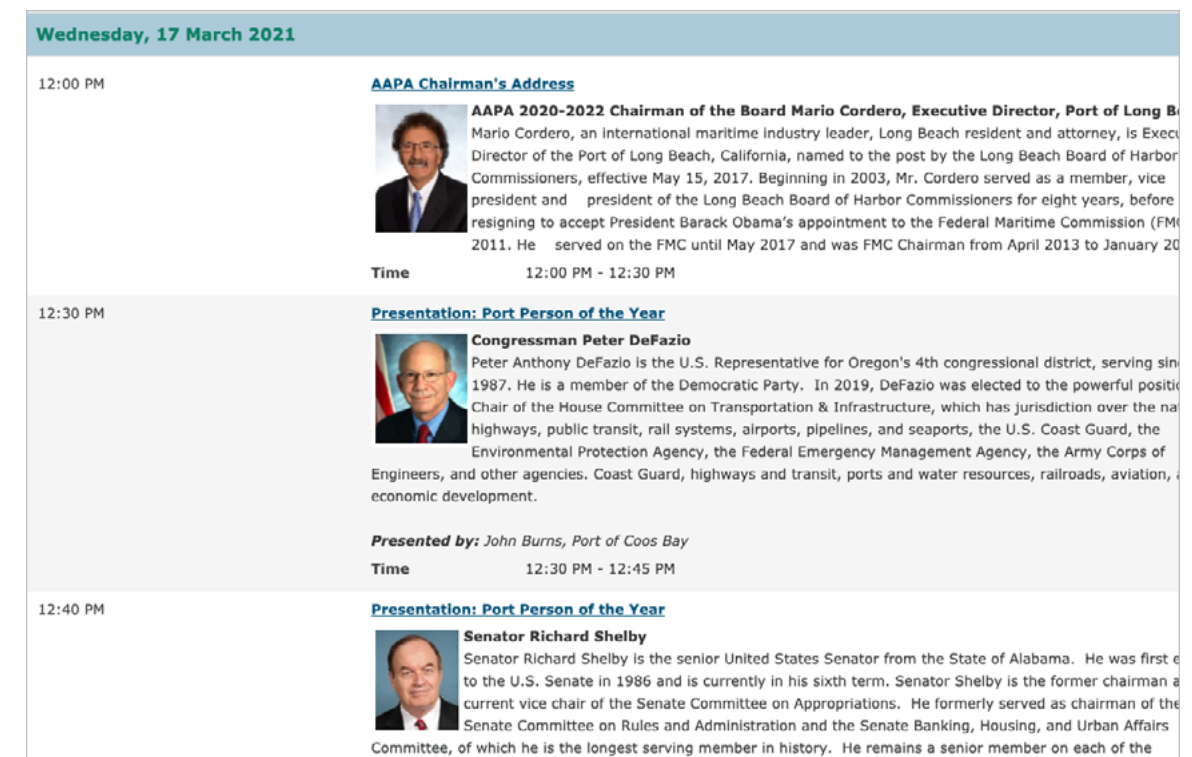 Wednesday, 17 March 2021
12:00 PM
AAPA Chairman's Address
AAPA 2020-2022 Chairman of the Board Mario Cordero, Executive Director, Port of Long
Mario Cordero, an international maritime industry leader, Long Beach resident and attorney, is
Director of the Port of Long Beach, California, named to the post by the Long Beach Board of Harbor
Commissioners, effective May 15, 2017. Beginning in 2003, Mr. Cordero served as a member, vice
president and president of the Long Beach Board of Harbor Commissioners for eight years, before
resigning to accept President Barack Obama's appointment to the Federal Maritime Commission
2011. He served on the FMC until May 2017 and was FMC Chairman from April 2013 to January
Time 12:00 PM - 12:30 PM
12:30 PM
Presentation: Port Person of the Year
Congressman Peter DeFazio
Peter Anthony DeFazio is the U.S. Representative for Oregon's 4th congressional district, serving
1987. He is a member of the Democratic Party. In 2019, DeFazio was elected to the powerful
Chair of the House Committee on Transportation & Infrastructure, which has jurisdiction over the
highways, public transit, rail systems, airports, pipelines, and seaports, the U.S. Coast Guard, the
Environmental Protection Agency, the Federal Emergency Management Agency, the Army Corps of
Engineers, and other agencies. Coast Guard, highways and transit, ports and water resources, railroads, aviation,
economic development.
Presented by: John Burns, Port of Coos Bay
Time 12:30 PM - 12:45 PM
12:40 PM
Presentation: Port Person of the Year
Senator Richard Shelby
Senator Richard Shelby is the senior United States Senator from the State of Alabama. He was first
to the U.S. Senate in 1986 and is currently in his sixth term. Senator Shelby is the former chairman
current vice chair of the Senate Committee on Appropriations. He formerly served as chairman of the
Senate Committee on Rules and Administration and the Senate Banking, Housing, and Urban Affairs
Committee, of which he is the longest serving member in history. He remains a senior member on each of the